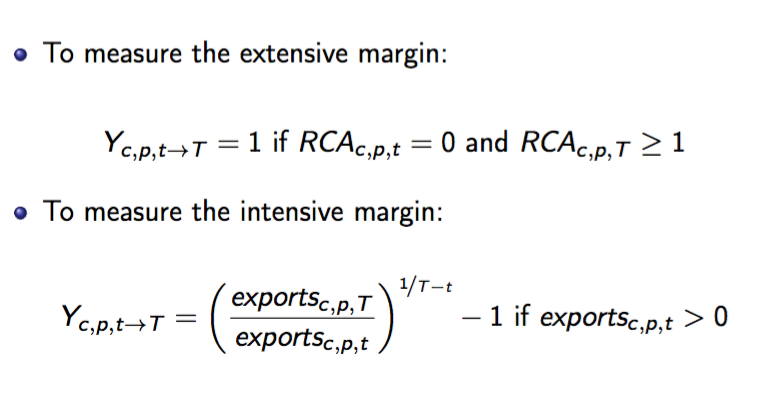 • To measure the extensive margin:
Y_{c,p,t→T} = 1 if RCA_{c,p,t} = 0 and RCA_{c,p,T} ≥ 1
• To measure the intensive margin:
Y_{c,p,t→T} = (exports_{c,p,T} / exports_{c,p,t})^{1/T−t} − 1 if exports_{c,p,t} > 0